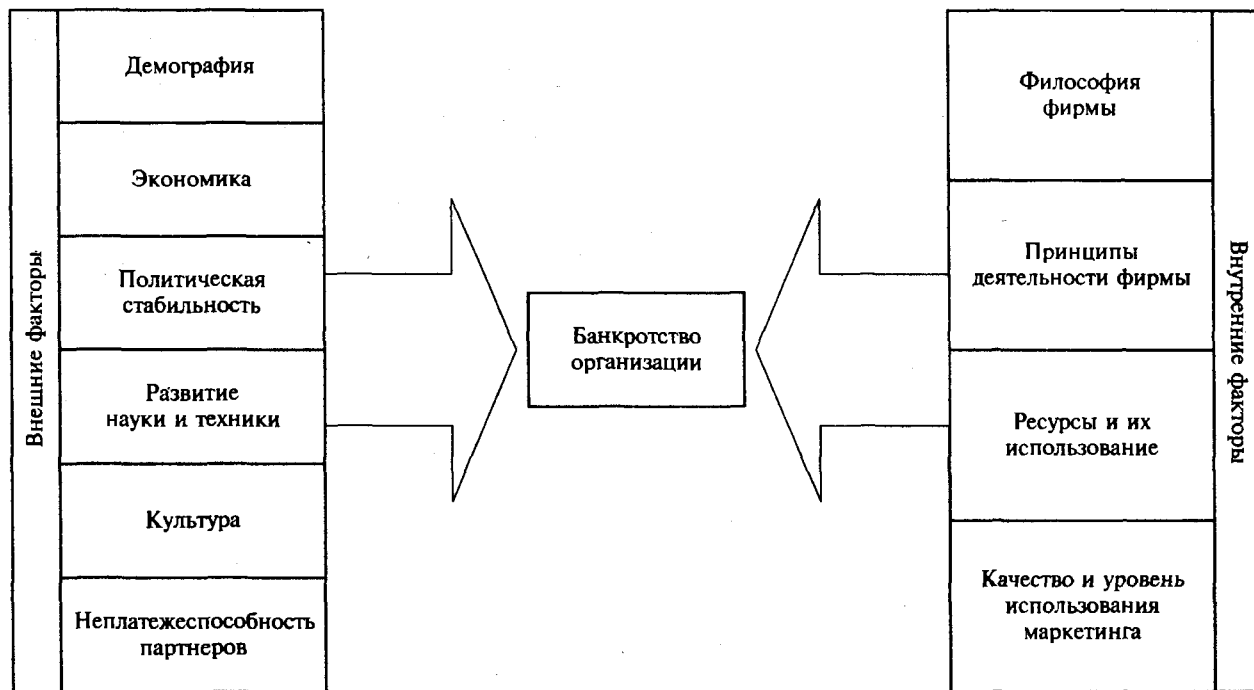 Внешние факторы
Демография
Экономика
Политическая
стабильность
Развитие
науки и техники
Культура
Неплатежеспособность
партнеров
Банкротство
организации
Философия
фирмы
Принципы
деятельности фирмы
Ресурсы и их
использование
Качество и уровень
использования
маркетинга
Внутренние факторы